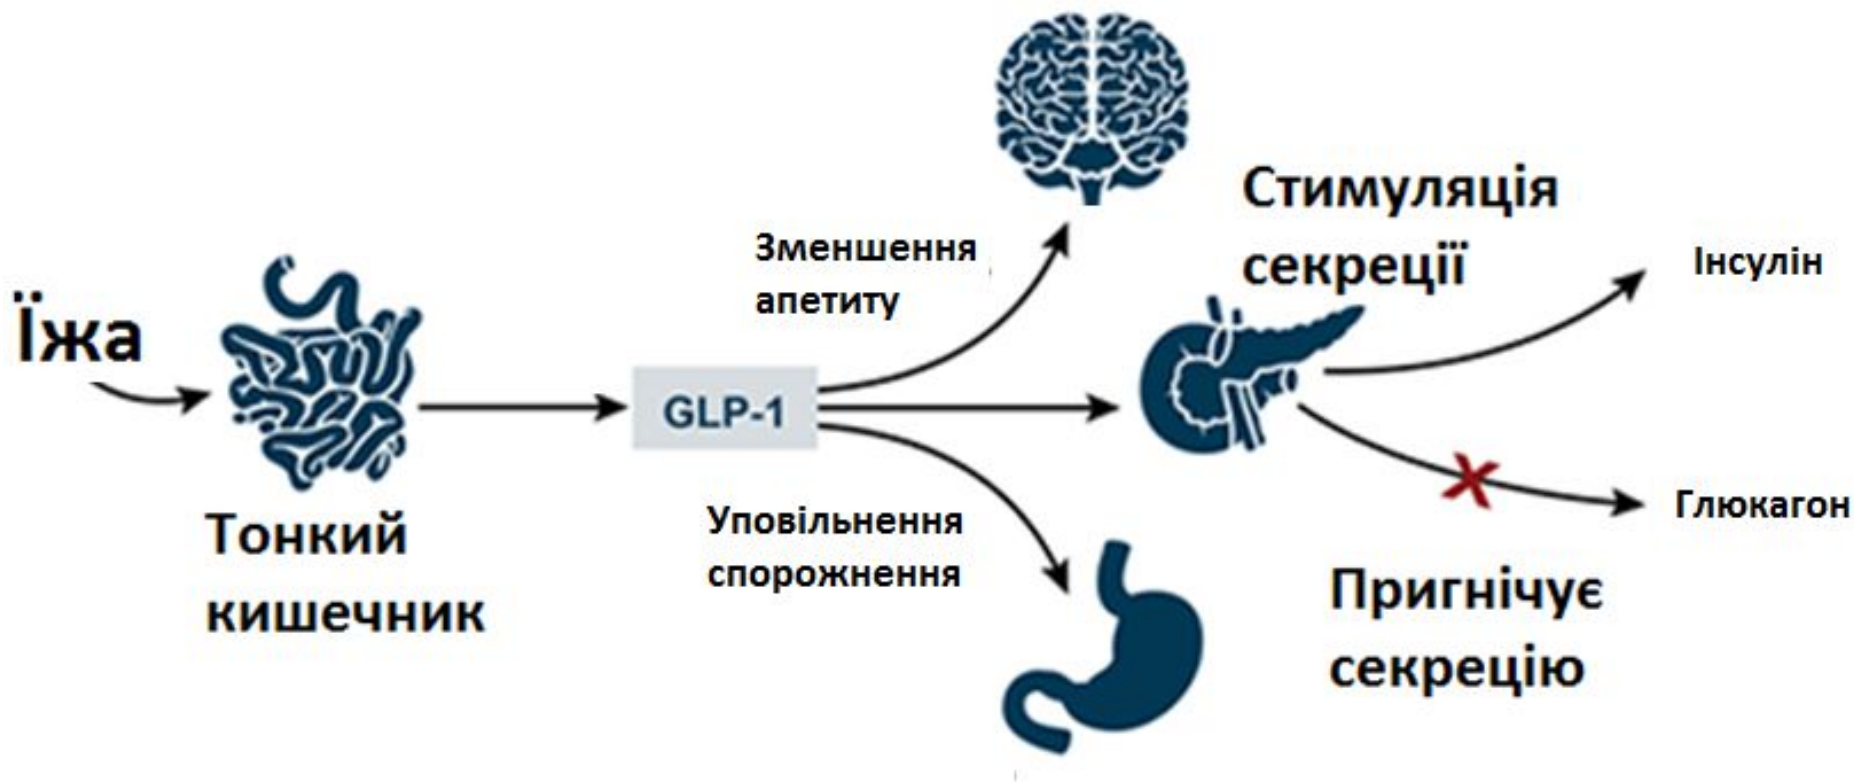 Їжа
Тонкий
кишечник
GLP-1
Зменшення
апетиту
Уповільнення
спорожнення
Стимуляція
секреції
Інсулін
Глюкагон
Пригнічує
секрецію